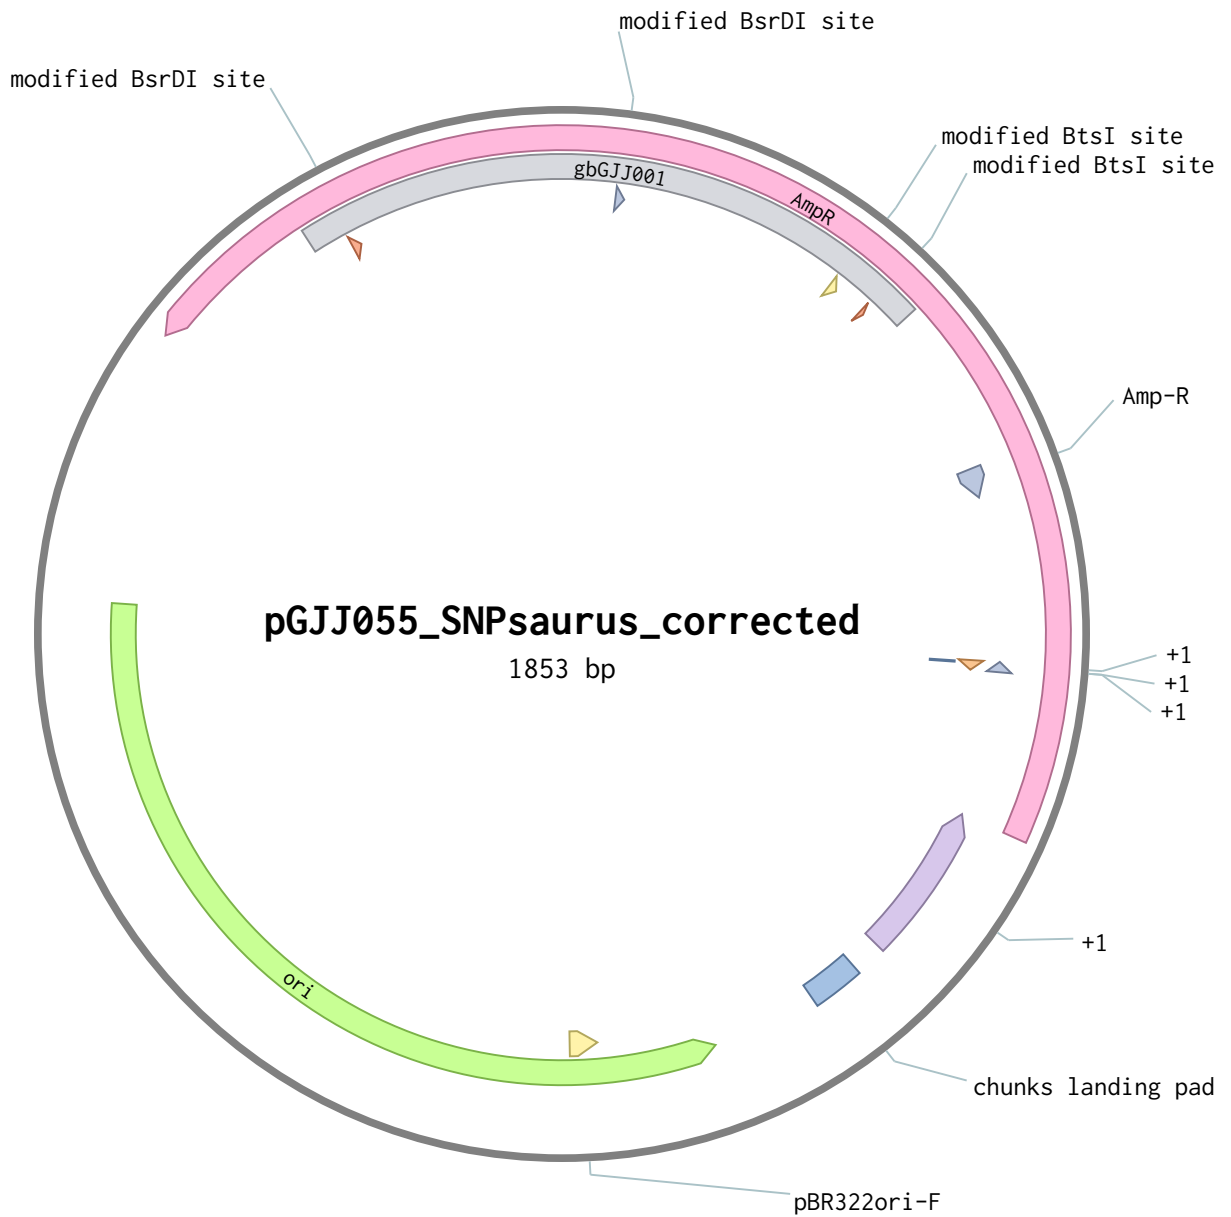 modified BsrDI site
modified BsrDI site
modified BtsI site
modified BtsI site
gbGJJ001
AmpR
Amp-R
pGJJ055_SNPsaurus_corrected
1853 bp
+1
+1
+1
+1
ori
chunks landing pad
pBR322ori-F